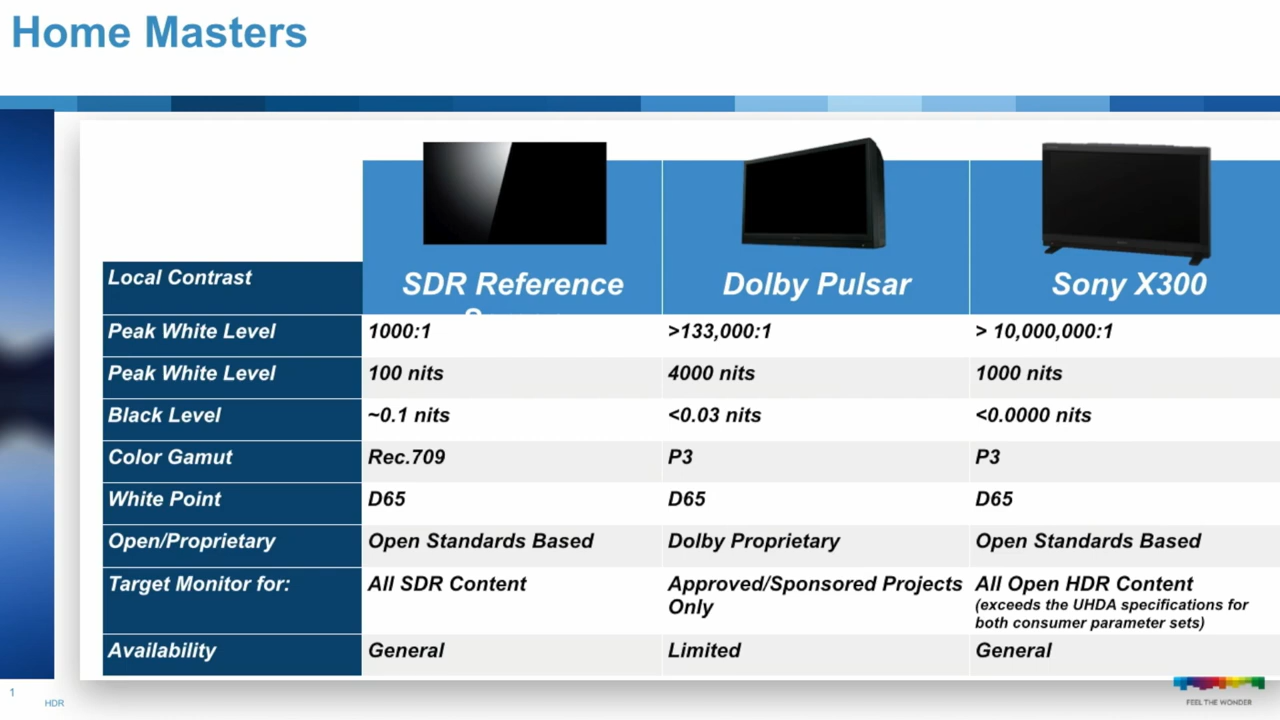 Home Masters
Local Contrast
SDR Reference
Dolby Pulsar
Sony X300
Peak White Level
1000:1
>133,000:1
> 10,000,000:1
Peak White Level
100 nits
4000 nits
1000 nits
Black Level
~0.1 nits
<0.03 nits
<0.0000 nits
Color Gamut
Rec.709
P3
P3
White Point
D65
D65
D65
Open/Proprietary
Open Standards Based
Dolby Proprietary
Open Standards Based
Target Monitor for:
All SDR Content
Approved/Sponsored Projects
Only
All Open HDR Content
(exceeds the UHDA specifications for
both consumer parameter sets)
Availability
General
Limited
General
1
HDR
FEEL THE WONDER